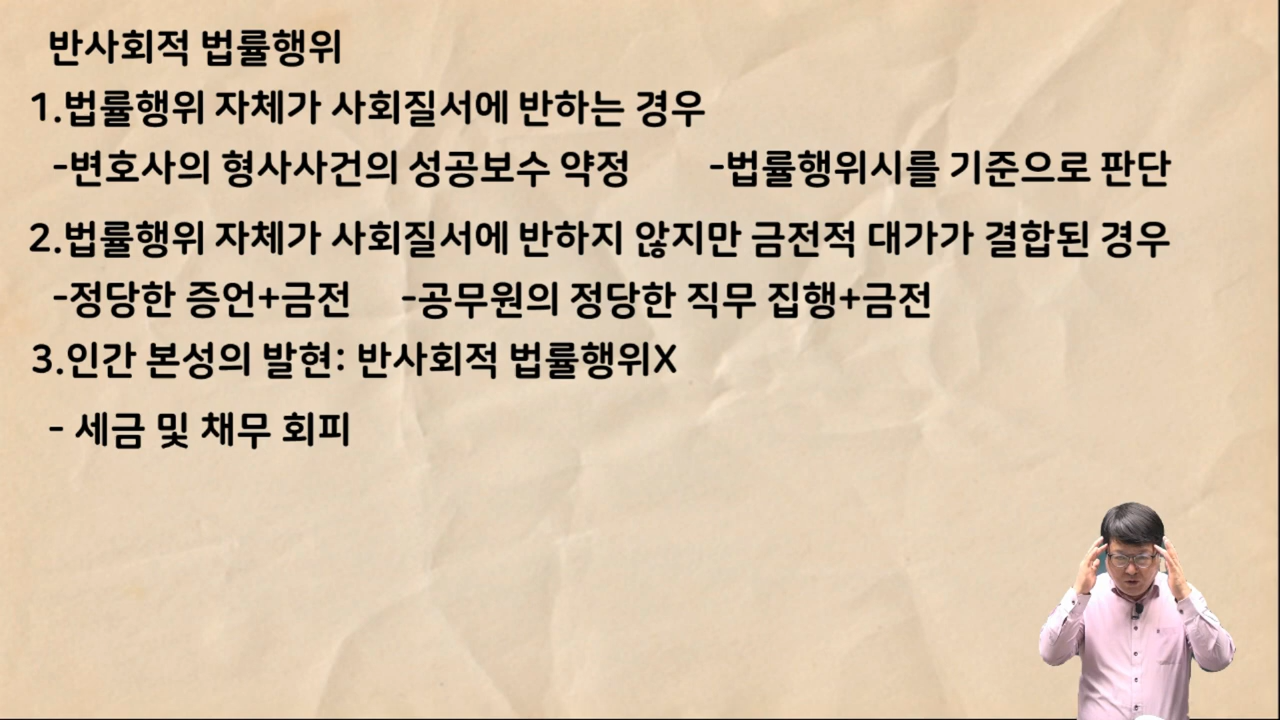 반사회적 법률행위
1.법률행위 자체가 사회질서에 반하는 경우
-변호사의 형사사건의 성공보수 약정 -법률행위시를 기준으로 판단
2.법률행위 자체가 사회질서에 반하지 않지만 금전적 대가가 결합된 경우
-정당한 증언+금전 -공무원의 정당한 직무 집행+금전
3.인간 본성의 발현: 반사회적 법률행위X
- 세금 및 채무 회피